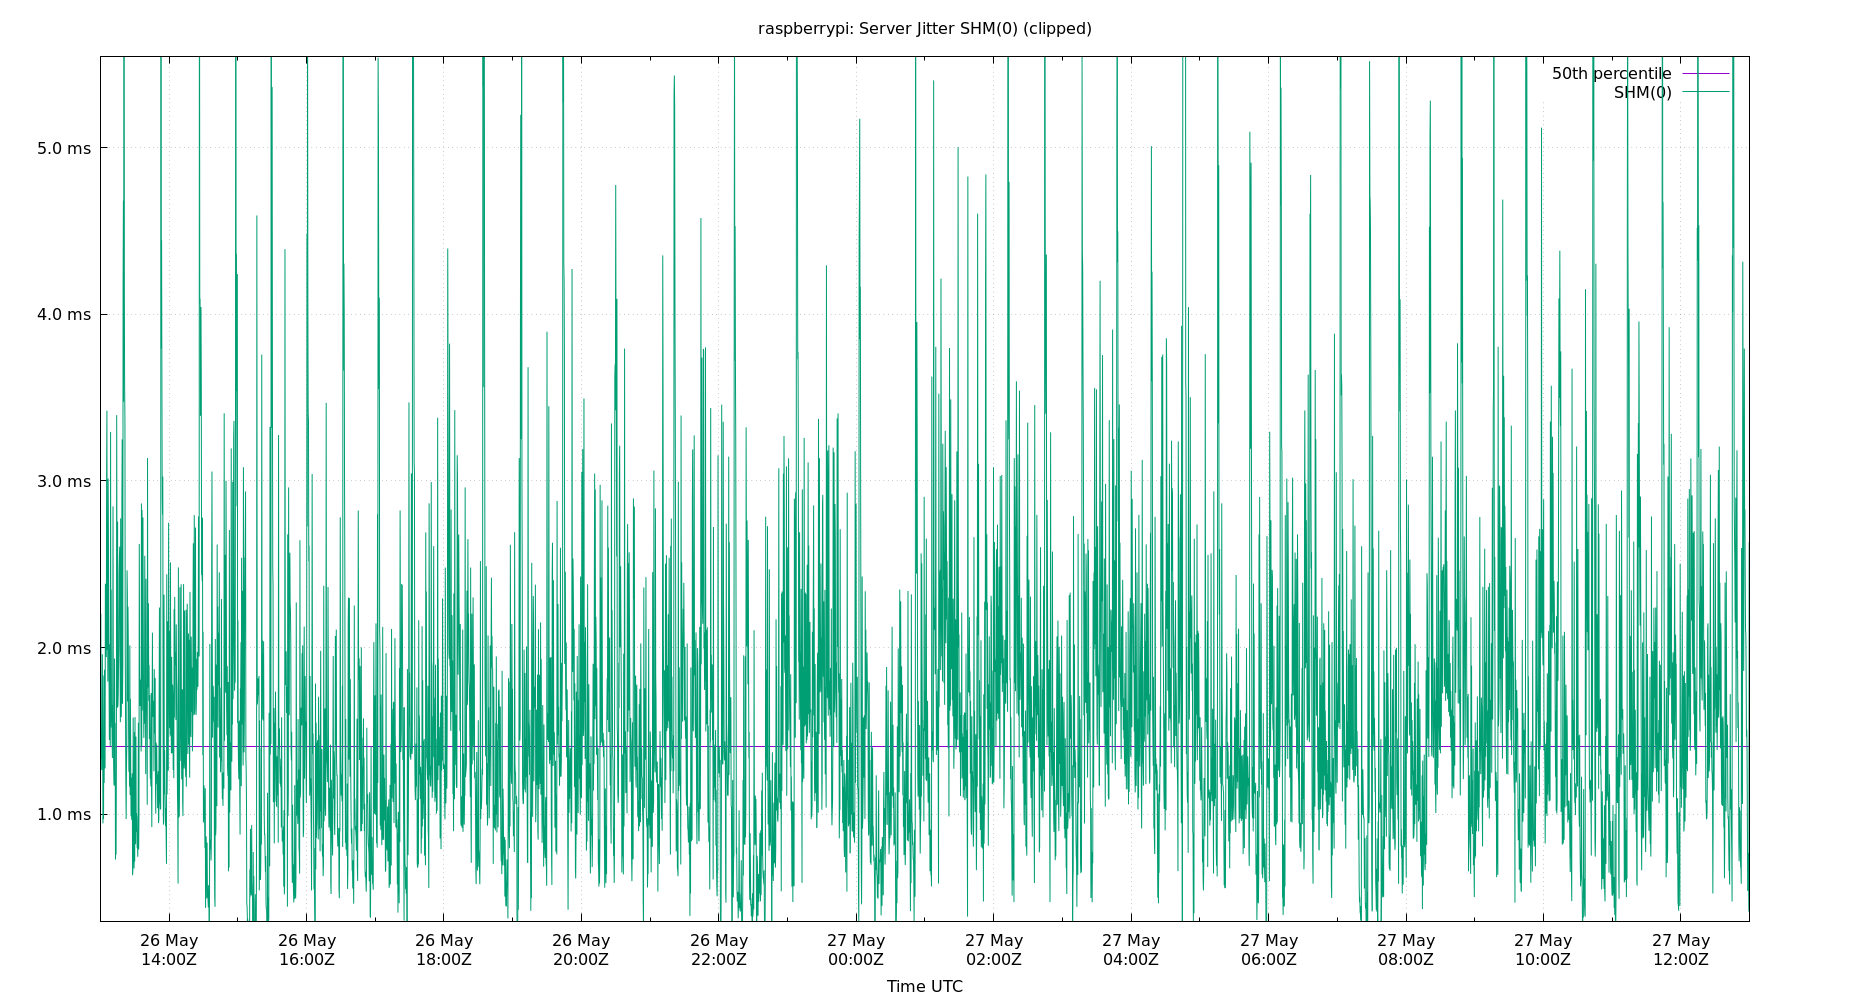 raspberrypi: Server Jitter SHM(0) (clipped)
50th percentile
SHM(0)
5.0 ms
4.0 ms
3.0 ms
2.0 ms
1.0 ms
26 May 26 May 26 May 26 May 26 May 27 May 27 May 27 May 27 May 27 May 27 May 27 May
14:00Z 16:00Z 18:00Z 20:00Z 22:00Z 00:00Z 02:00Z 04:00Z 06:00Z 08:00Z 10:00Z 12:00Z
Time UTC